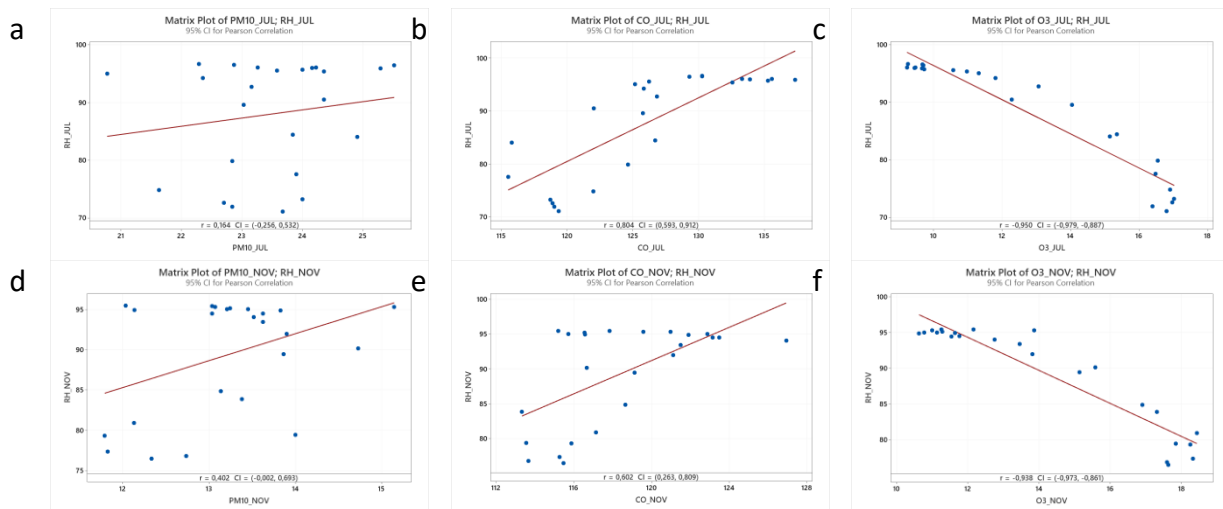 a
Matrix Plot of PM10_JUL; RH_JUL
95% CI for Pearson Correlation
RH_JUL
100
90
80
70
r = 0,164 CI = (-0,256, 0,532)
21 22 23 24 25
PM10_JUL
b
Matrix Plot of CO_JUL; RH_JUL
95% CI for Pearson Correlation
RH_JUL
100
90
80
70
r = 0,804 CI = (0,593, 0,912)
120 125 130 135
CO_JUL
c
Matrix Plot of O3_JUL; RH_JUL
95% CI for Pearson Correlation
RH_JUL
100
90
80
70
r = -0,950 CI = (-0,979, -0,887)
10 12 14 16
O3_JUL
d
Matrix Plot of PM10_NOV; RH_NOV
95% CI for Pearson Correlation
RH_NOV
95
90
85
80
75
r = 0,402 CI = (-0,002, 0,693)
12 13 14 15
PM10_NOV
e
Matrix Plot of CO_NOV; RH_NOV
95% CI for Pearson Correlation
RH_NOV
100
95
90
80
r = 0,602 CI = (0,263, 0,809)
112 116 120 124 128
CO_NOV
f
Matrix Plot of O3_NOV; RH_NOV
95% CI for Pearson Correlation
RH_NOV
100
95
90
85
80
75
r = -0,938 CI = (-0,973, -0,861)
10 12 14 16 18
O3_NOV